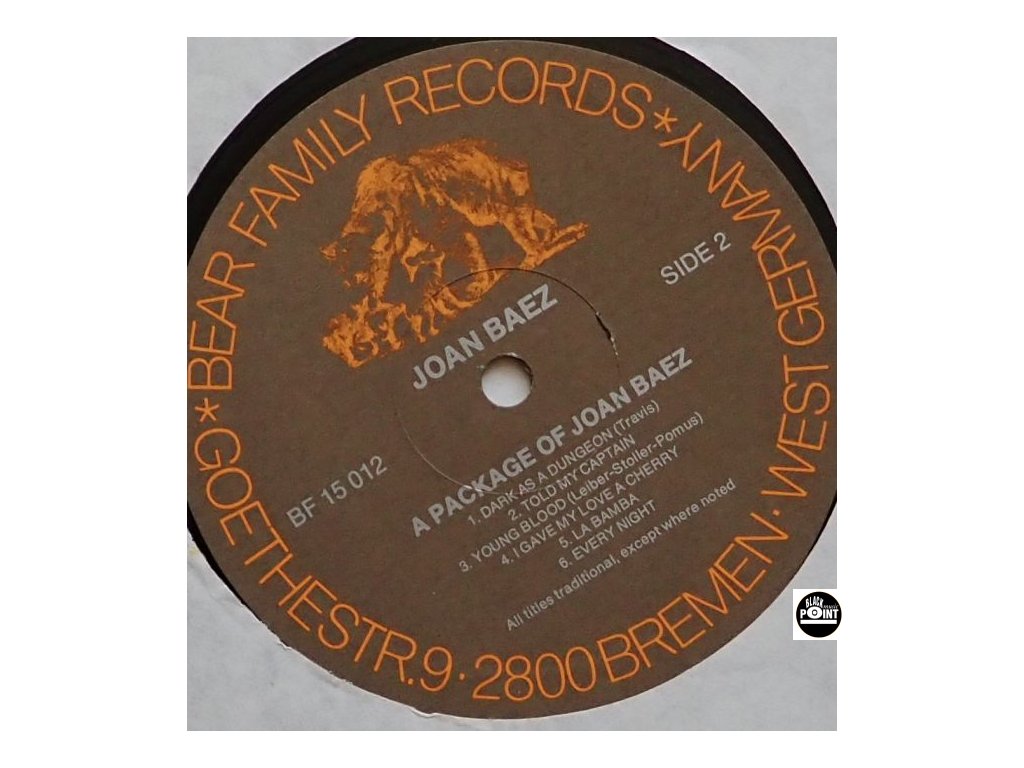 *BEAR FAMILY RECORDS*
GOETHESTR.9 · 2800 BREMEN · WEST GERMANY
SIDE 2
JOAN BAEZ
BF 15 012
A PACKAGE OF JOAN BAEZ
1. DARK AS A DUNGEON (Travis)
2. TOLD MY CAPTAIN
3. YOUNG BLOOD (Leiber-Stoller-Pomus)
4. I GAVE MY LOVE A CHERRY
5. LA BAMBA
6. EVERY NIGHT
All titles traditional, except where noted
BLACK
music
POINT